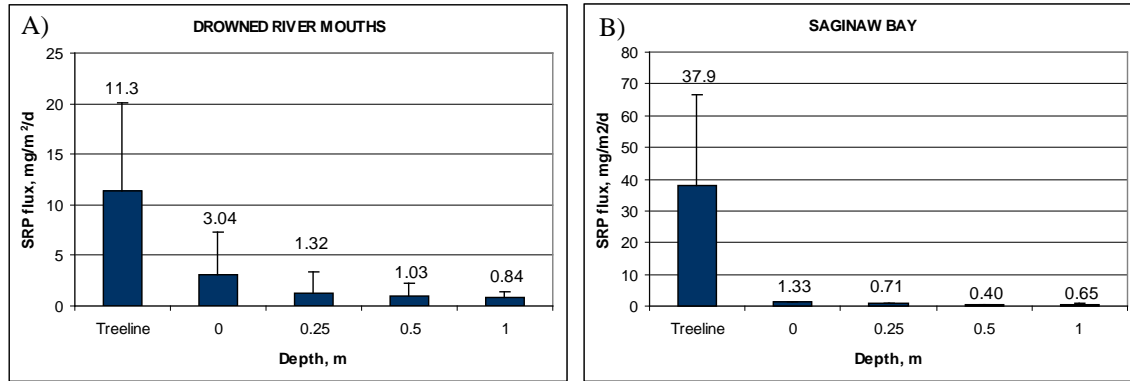 A)
DROWNED RIVER MOUTHS
25
20
15
10
5
0
SRP flux, mg/m²/d
11.3
3.04
1.32
1.03
0.84
Treeline 0 0.25 0.5 1
Depth, m
B)
SAGINAW BAY
80
70
60
50
40
30
20
10
0
SRP flux, mg/m2/d
37.9
1.33
0.71
0.40
0.65
Treeline 0 0.25 0.5 1
Depth, m